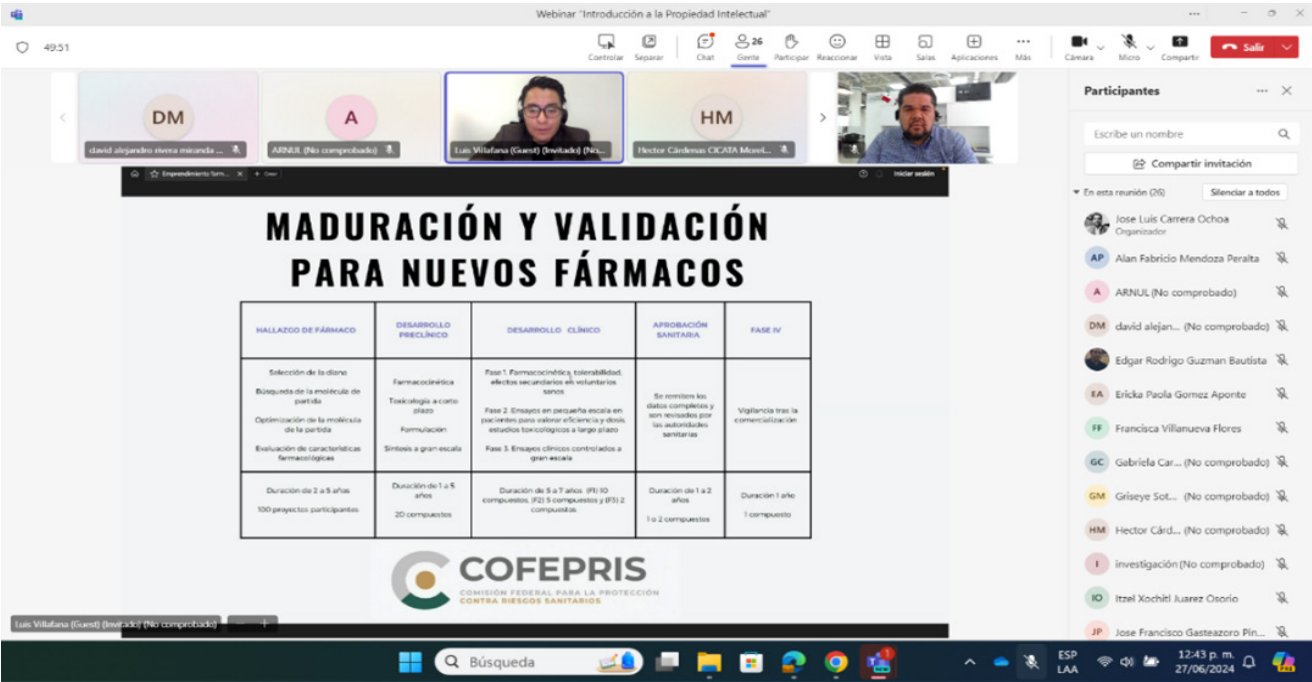 Webinar "Introducción a la Propiedad Intelectual"
49:51
Controlar
Separar
Chat
26
Gente
Participar
Reaccionar
Vista
Salas
Aplicaciones
Más
Cámara
Micro
Compartir
Salir
DM
david alejandro rivera miranda ...
A
ARNUL (No comprobado)
Luis Villafana (Guest) (Invitado) (No...
HM
Hector Cárdenas CICATA Morel...
Emprendimiento farm...
+ Crear
Iniciar sesión
MADURACIÓN Y VALIDACIÓN
PARA NUEVOS FÁRMACOS
HALLAZGO DE FÁRMACO
DESARROLLO
PRECLÍNICO
DESARROLLO CLÍNICO
APROBACIÓN
SANITARIA
FASE IV
Selección de la diana
Búsqueda de la molécula de
partida
Optimización de la molécula
de la partida
Evaluación de características
farmacológicas
Farmacocinética
Toxicología a corto
plazo
Formulación
Síntesis a gran escala
Fase 1. Farmocinética, tolerabilidad,
efectos secundarios en voluntarios
sanos
Fase 2. Ensayos en pequeña escala en
pacientes para valorar eficiencia y dosis,
estudios toxicológicos a largo plazo
Fase 3. Ensayos clínicos controlados a
gran escala
Se remiten los
datos completos y
son revisados por
las autoridades
sanitarias
Vigilancia tras la
comercialización
Duración de 2 a 5 años
100 proyectos participantes
Duración de 1 a 5
años
20 compuestos
Duración de 5 a 7 años (F1) 10
compuestos, (F2) 5 compuestos y (F3) 2
compuestos
Duración de 1 a 2
años
1 o 2 compuestos
Duración 1 año
1 compuesto
COFEPRIS
COMISIÓN FEDERAL PARA LA PROTECCIÓN
CONTRA RIESGOS SANITARIOS
Luis Villafana (Guest) (Invitado) (No comprobado)
Participantes
Escribe un nombre
Compartir invitación
En esta reunión (26)
Silenciar a todos
Jose Luis Carrera Ochoa
Organizador
AP Alan Fabricio Mendoza Peralta
A ARNUL (No comprobado)
DM david alejan... (No comprobado)
Edgar Rodrigo Guzman Bautista
EA Ericka Paola Gomez Aponte
FF Francisca Villanueva Flores
GC Gabriela Car... (No comprobado)
GM Griseye Sot... (No comprobado)
HM Hector Cárd... (No comprobado)
I investigación (No comprobado)
IO Itzel Xochitl Juarez Osorio
JP Jose Francisco Gasteazoro Pin...
Búsqueda
1
ESP
LAA
12:43 p. m.
27/06/2024